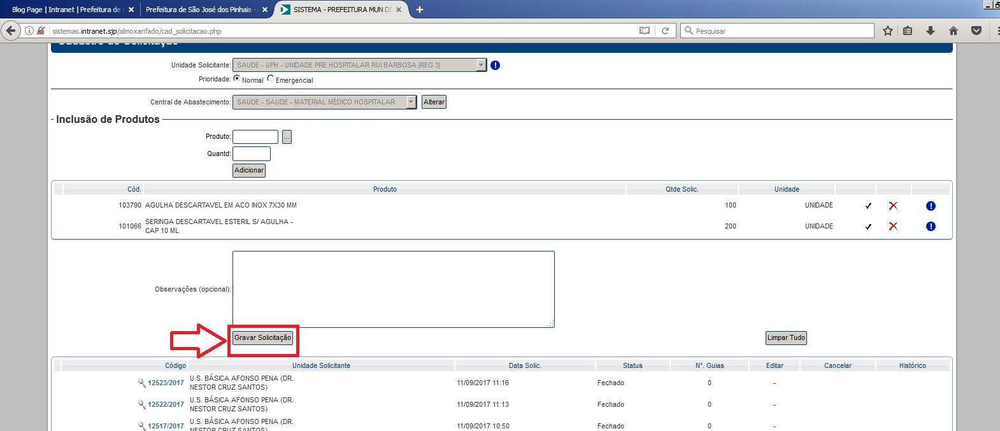 Blog Page | Intranet | Prefeitura de
Prefeitura de São José dos Pinhais -
SISTEMA - PREFEITURA MUN DE
sistemas.intranet.sjp/almoxarifado/cad_solicitacao.php
Pesquisar
Cadastro de Solicitação
Unidade Solicitante: SAUDE - UPH - UNIDADE PRE HOSPITALAR RUI BARBOSA |REG 3|
Prioridade: Normal Emergencial
Central de Abastecimento: SAUDE - SAUDE - MATERIAL MÉDICO HOSPITALAR Alterar
Inclusão de Produtos
Produto: ...
Quantd:
Adicionar
Cód. Produto Qtde Solic. Unidade
103790 AGULHA DESCARTAVEL EM ACO INOX 7X30 MM 100 UNIDADE
101066 SERINGA DESCARTAVEL ESTERIL S/ AGULHA -
CAP 10 ML 200 UNIDADE
Observações (opcional):
Gravar Solicitação Limpar Tudo
Código Unidade Solicitante Data Solic. Status N°. Guias Editar Cancelar Histórico
12523/2017 U.S. BÁSICA AFONSO PENA (DR.
NESTOR CRUZ SANTOS) 11/09/2017 11:16 Fechado 0 -
12522/2017 U.S. BÁSICA AFONSO PENA (DR.
NESTOR CRUZ SANTOS) 11/09/2017 11:13 Fechado 0 -
12517/2017 U.S. BÁSICA AFONSO PENA (DR.
NESTOR CRUZ SANTOS) 11/09/2017 10:50 Fechado 0 -